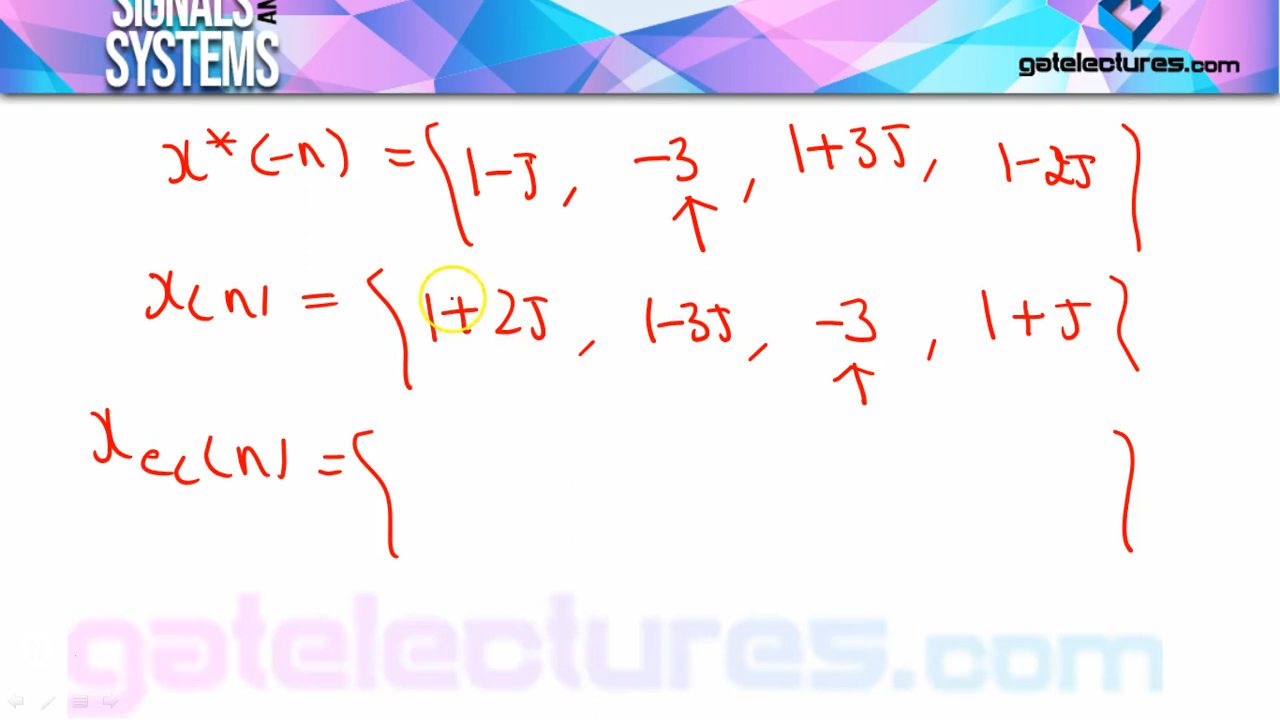 SIGNALS AND
SYSTEMS
gatelectures.com
x*(-n) = { 1-J, -3, 1+3J, 1-2J }
↑
x(n) = { 1+2J, 1-3J, -3, 1+J }
↑
xec(n) = { }
gatelectures.com